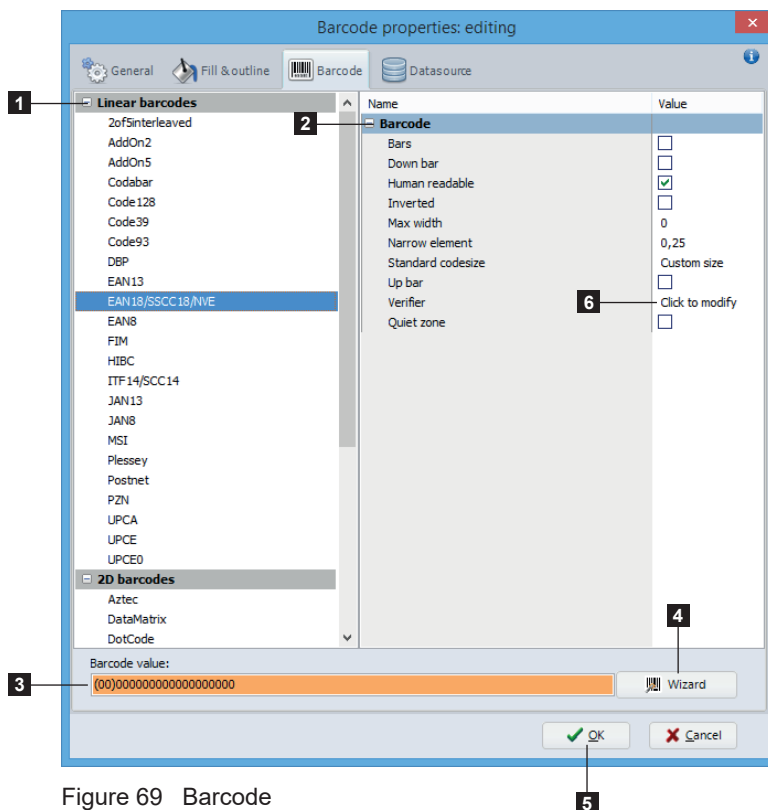 Barcode properties: editing
General Fill & outline Barcode Datasource
1 Linear barcodes
2of5interleaved
AddOn2
AddOn5
Codabar
Code128
Code39
Code93
DBP
EAN13
EAN18/SSCC18/NVE
EAN8
FIM
HIBC
ITF14/SCC14
JAN13
JAN8
MSI
Plessey
Postnet
PZN
UPCA
UPCE
UPCE0
2D barcodes
Aztec
DataMatrix
DotCode
Name Value
2 Barcode
Bars
Down bar
Human readable
Inverted
Max width 0
Narrow element 0,25
Standard codesize Custom size
Up bar
Verifier 6 Click to modify
Quiet zone
4
Barcode value:
3 (00)000000000000000000 Wizard
OK Cancel
5
Figure 69 Barcode